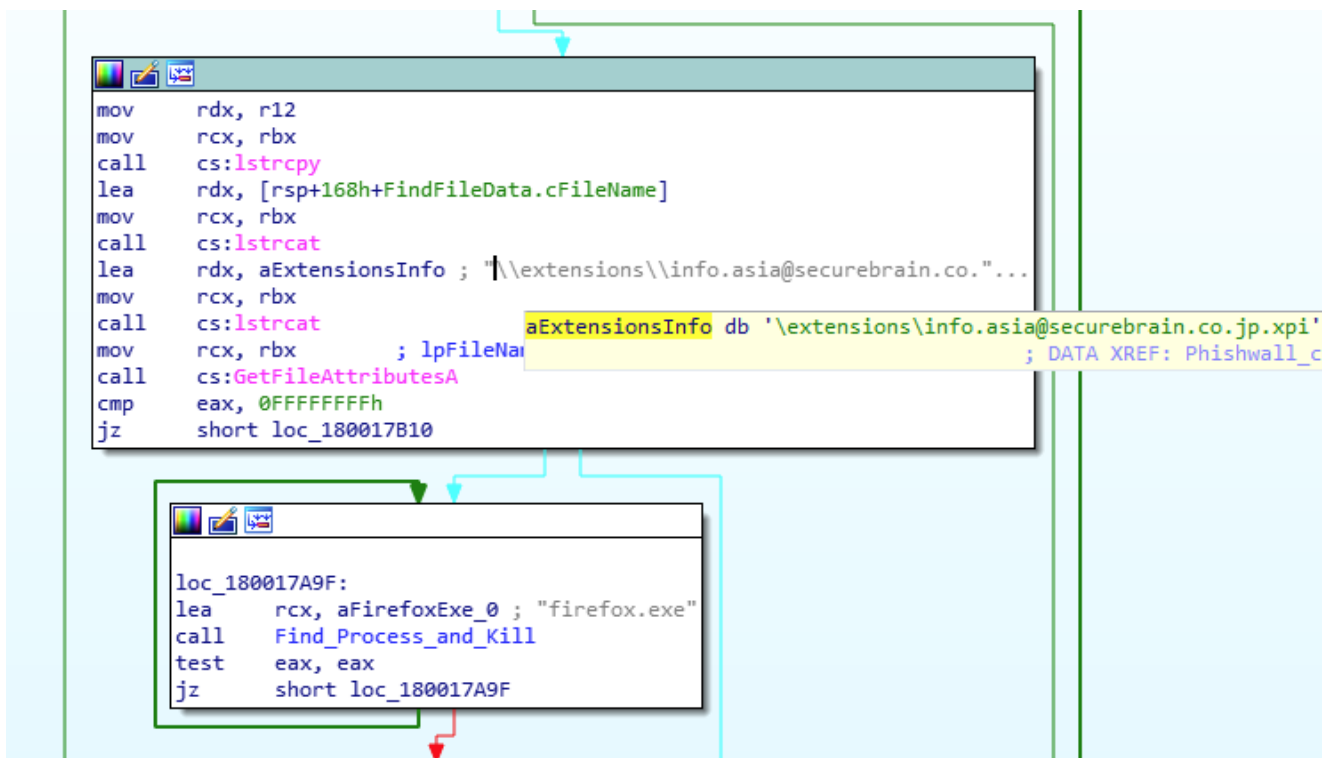 mov rdx, r12
mov rcx, rbx
call cs:lstrcpy
lea rdx, [rsp+168h+FindFileData.cFileName]
mov rcx, rbx
call cs:lstrcat
lea rdx, aExtensionsInfo ; "\\extensions\\info.asia@securebrain.co."...
mov rcx, rbx
call cs:lstrcat
aExtensionsInfo db '\extensions\info.asia@securebrain.co.jp.xpi'
mov rcx, rbx ; lpFileNa
; DATA XREF: Phishwall_c
call cs:GetFileAttributesA
cmp eax, 0FFFFFFFFh
jz short loc_180017B10
loc_180017A9F:
lea rcx, aFirefoxExe_0 ; "firefox.exe"
call Find_Process_and_Kill
test eax, eax
jz short loc_180017A9F